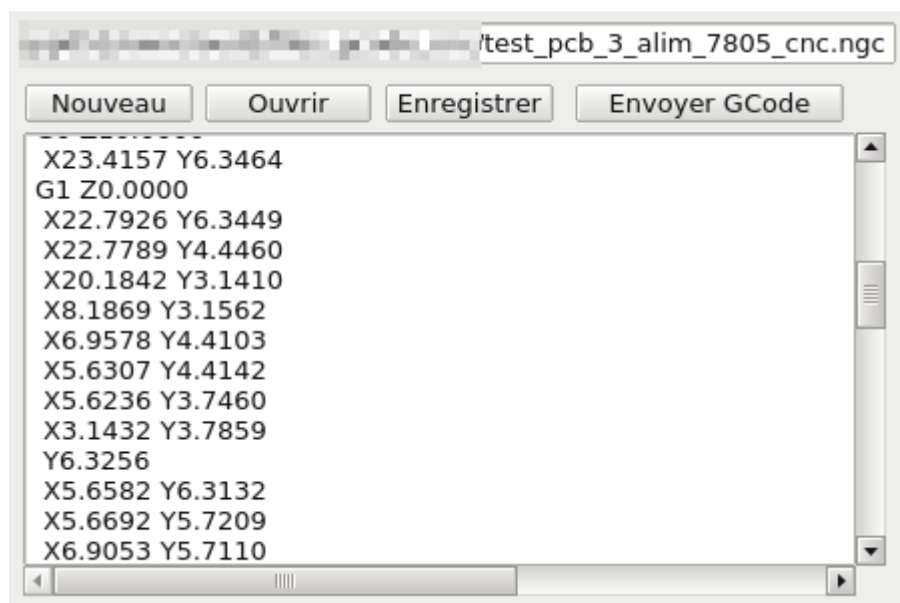 /test_pcb_3_alim_7805_cnc.ngc
Nouveau Ouvrir Enregistrer Envoyer GCode
X23.4157 Y6.3464
G1 Z0.0000
X22.7926 Y6.3449
X22.7789 Y4.4460
X20.1842 Y3.1410
X8.1869 Y3.1562
X6.9578 Y4.4103
X5.6307 Y4.4142
X5.6236 Y3.7460
X3.1432 Y3.7859
Y6.3256
X5.6582 Y6.3132
X5.6692 Y5.7209
X6.9053 Y5.7110